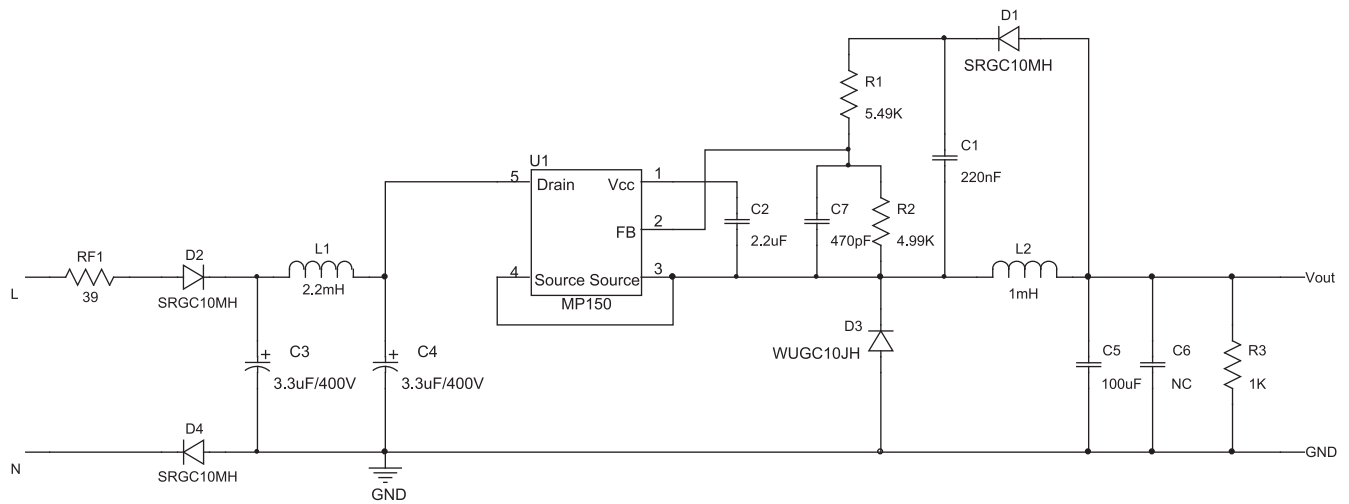 D1
SRGC10MH
R1
5.49K
C1
220nF
U1
5
Drain
Vcc
1
FB
2
4
Source
Source
3
MP150
C2
2.2uF
C7
470pF
R2
4.99K
L
RF1
39
D2
SRGC10MH
L1
2.2mH
L2
1mH
Vout
+
C3
3.3uF/400V
+
C4
3.3uF/400V
D3
WUGC10JH
C5
100uF
C6
NC
R3
1K
N
D4
SRGC10MH
GND
GND